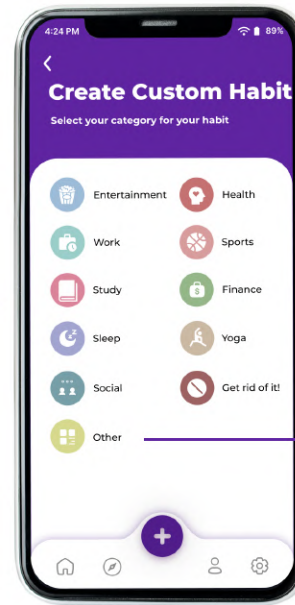 4:24 PM 89%
Create Custom Habit
Select your category for your habit
Entertainment Health
Work Sports
Study Finance
Sleep Yoga
Social Get rid of it!
Other